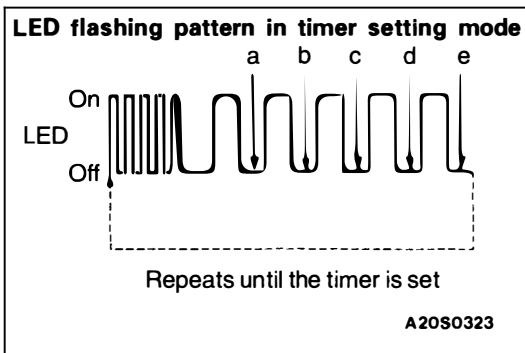 LED flashing pattern in timer setting mode
a b c d e
On
LED
Off
Repeats until the timer is set
A20S0323